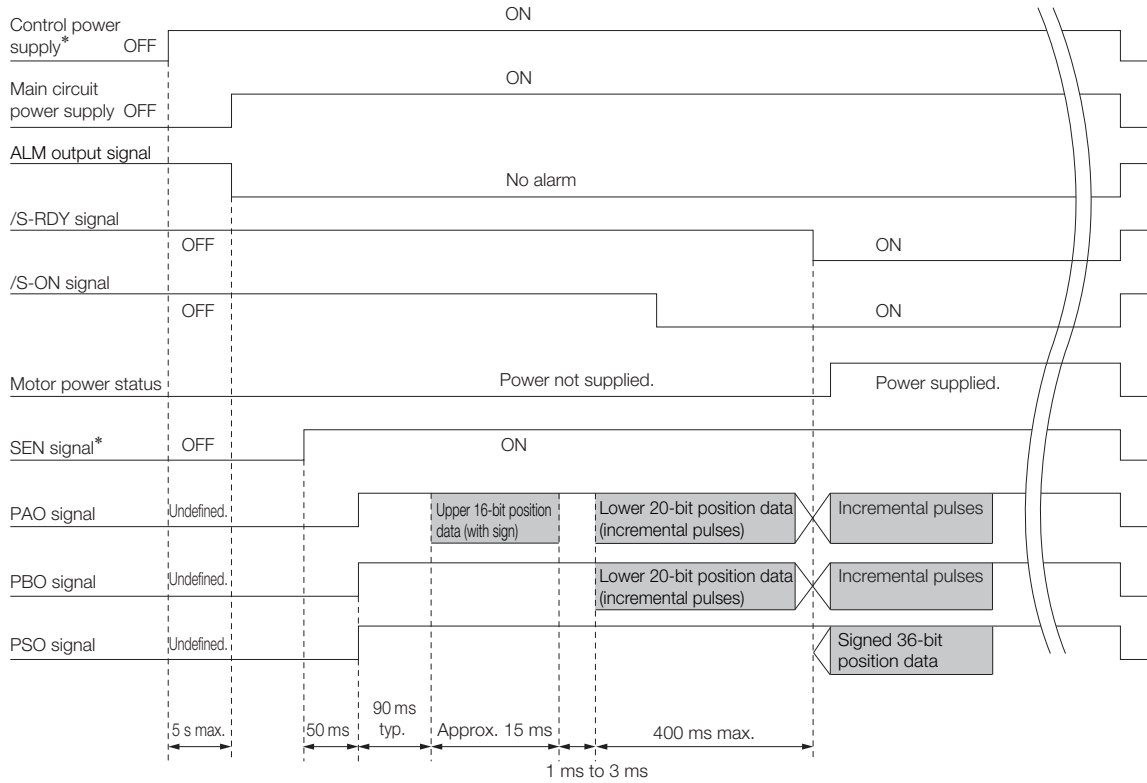 ON
Control power
supply* OFF
ON
Main circuit
power supply OFF
ALM output signal
No alarm
/S-RDY signal
OFF
ON
/S-ON signal
OFF
ON
Motor power status
Power not supplied.
Power supplied.
SEN signal*
OFF
ON
PAO signal
Undefined.
Upper 16-bit position
data (with sign)
Lower 20-bit position data
(incremental pulses)
Incremental pulses
PBO signal
Undefined.
Lower 20-bit position data
(incremental pulses)
Incremental pulses
PSO signal
Undefined.
Signed 36-bit
position data
5 s max.
50 ms
90 ms
typ.
Approx. 15 ms
400 ms max.
1 ms to 3 ms